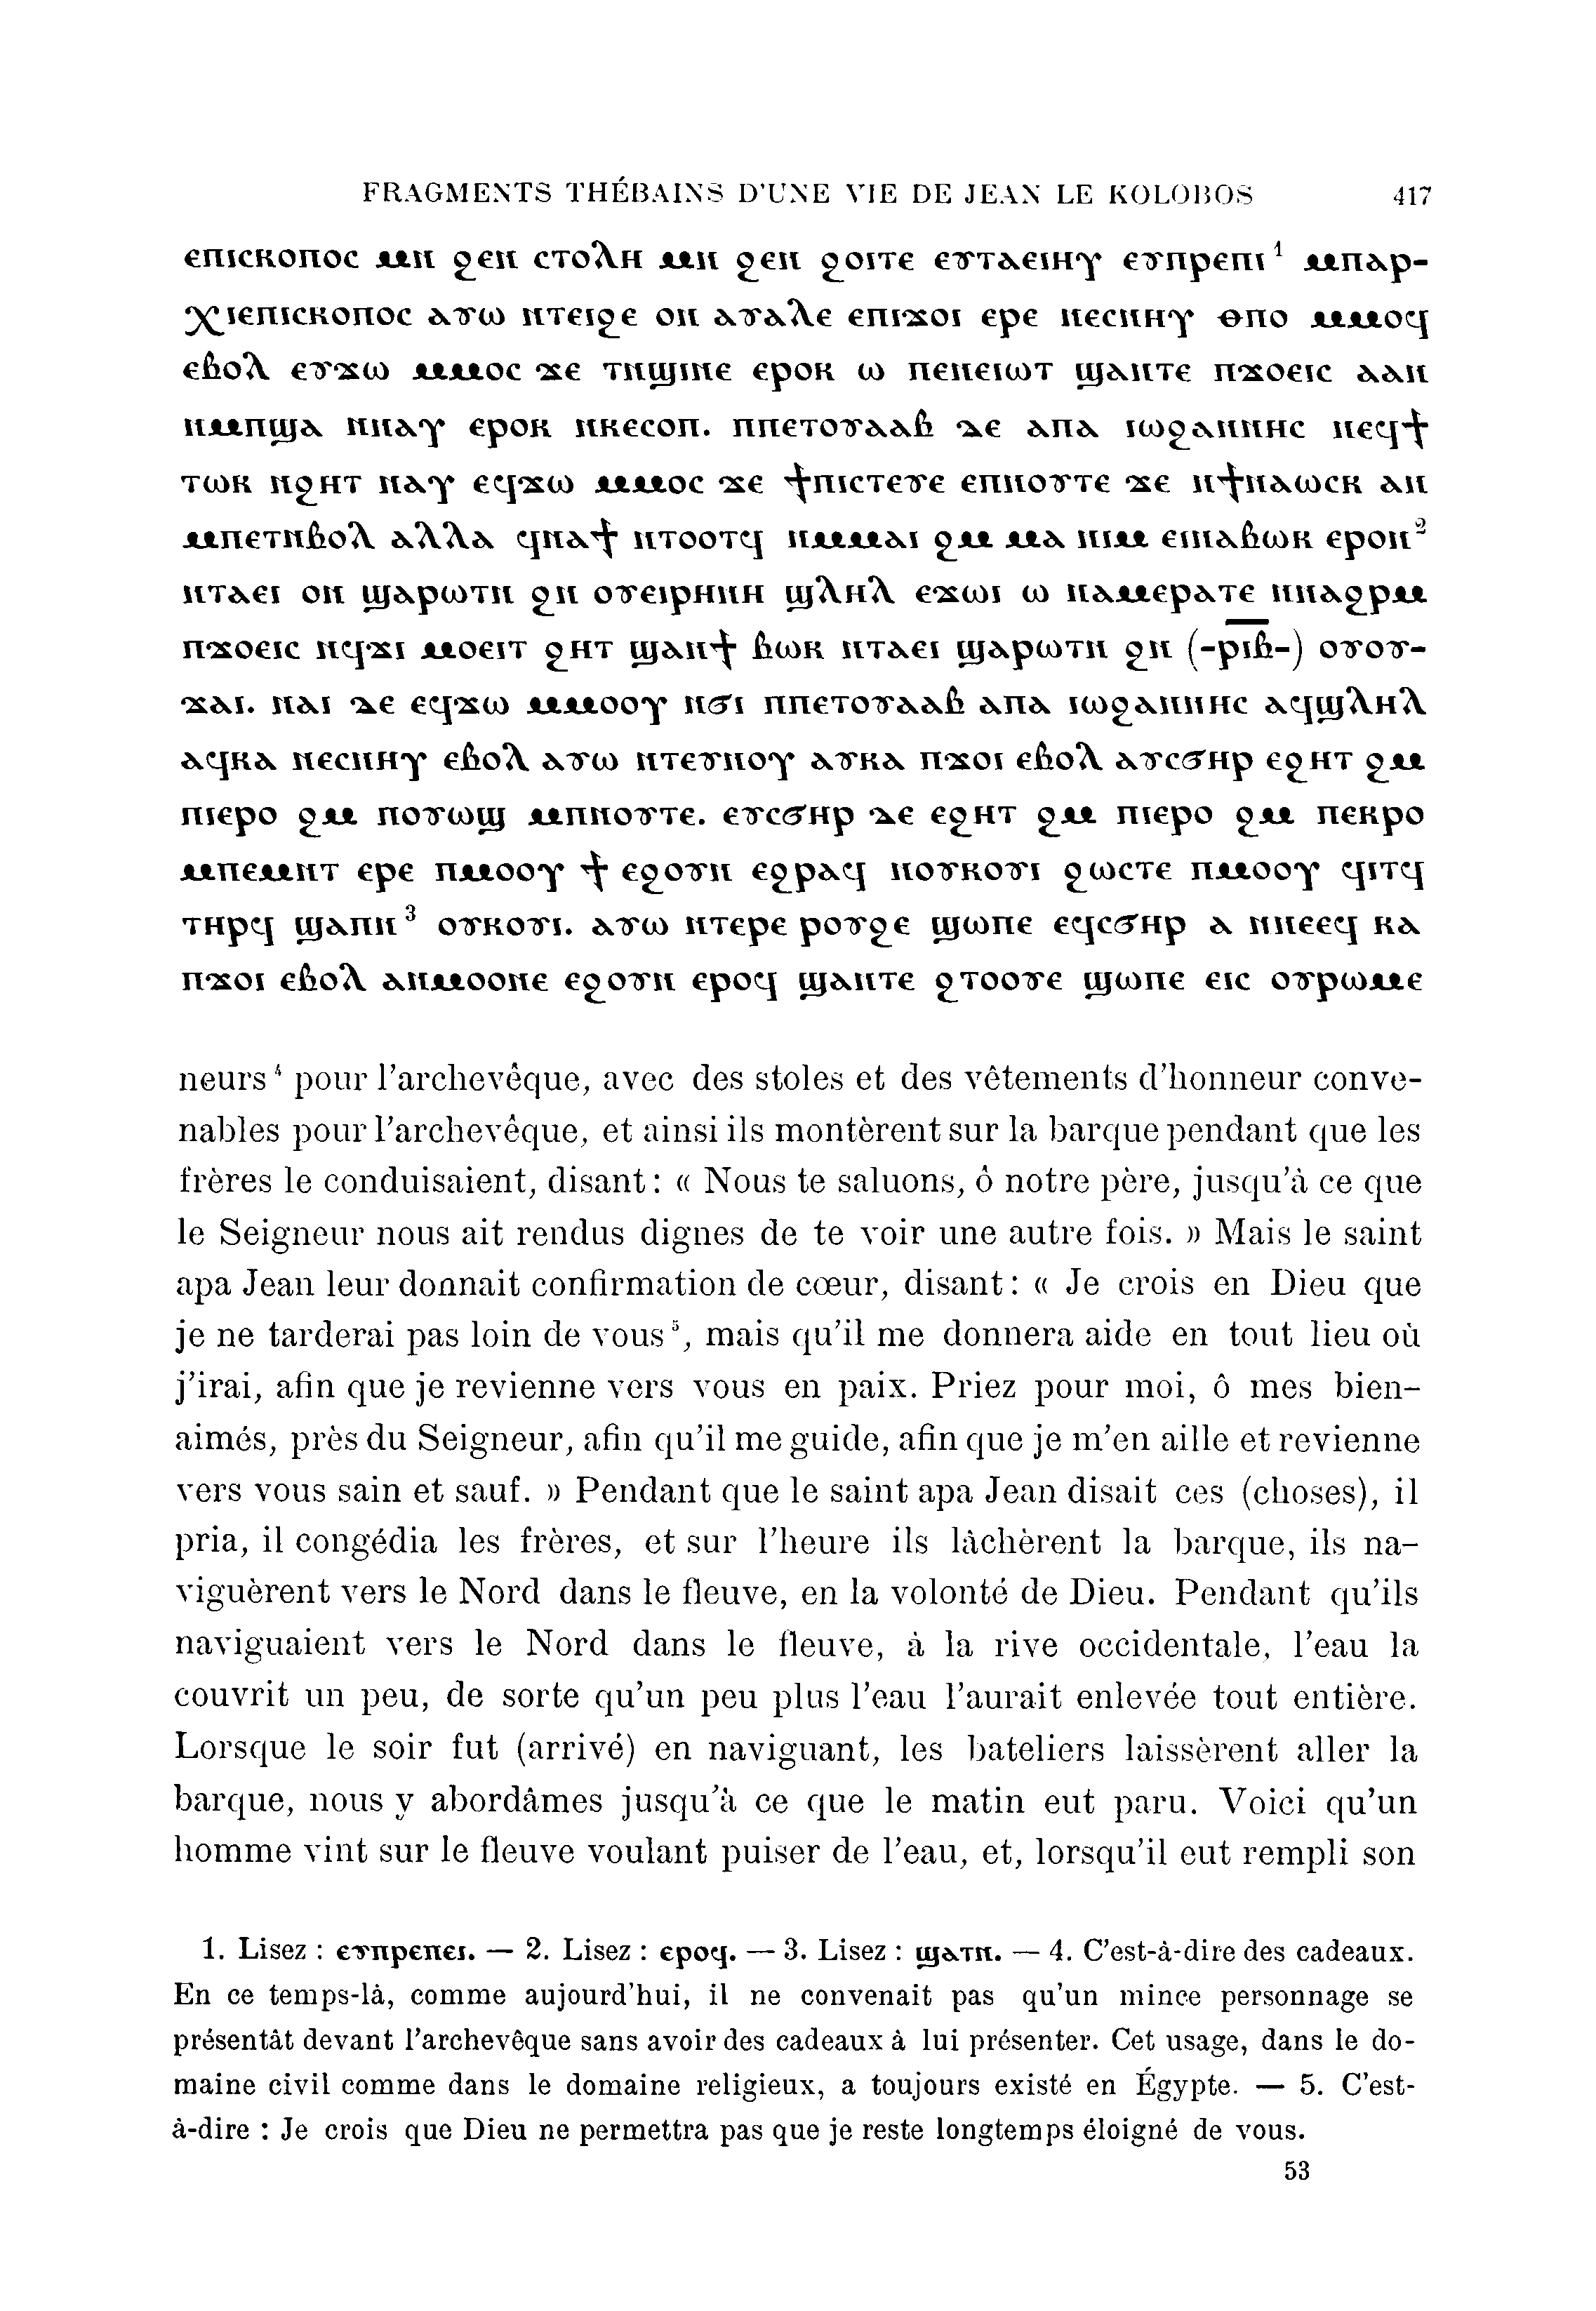 FRAGMENTS THÉBAINS D'UNE VIE DE JEAN LE KOLOBOS 417
ⲉⲡⲓⲥⲕⲟⲡⲟⲥ ⲙⲛ ϩⲉⲛ ⲥⲧⲟⲗⲏ ⲙⲛ ϩⲉⲛ ϩⲟⲓⲧⲉ ⲉⲩⲧⲁⲉⲓⲏⲩ ⲉⲩⲡⲣⲉⲡⲓ¹ ⲙⲡⲁⲣ-
ⲭⲓⲉⲡⲓⲥⲕⲟⲡⲟⲥ ⲁⲩⲱ ⲛⲧⲉⲓϩⲉ ⲟⲛ ⲁⲩⲁⲗⲉ ⲉⲡⲓϫⲟⲓ ⲉⲣⲉ ⲛⲉⲥⲛⲏⲩ ⲑⲡⲟ ⲙⲙⲟϥ
ⲉⲃⲟⲗ ⲉⲩϫⲱ ⲙⲙⲟⲥ ϫⲉ ⲧⲛϣⲓⲛⲉ ⲉⲣⲟⲕ ⲱ ⲡⲉⲛⲉⲓⲱⲧ ϣⲁⲛⲧⲉ ⲡϫⲟⲉⲓⲥ ⲁⲁⲛ
ⲛⲙⲡϣⲁ ⲛⲛⲁⲩ ⲉⲣⲟⲕ ⲛⲕⲉⲥⲟⲡ. ⲡⲡⲉⲧⲟⲩⲁⲁⲃ ⲇⲉ ⲁⲡⲁ ⲓⲱϩⲁⲛⲛⲏⲥ ⲛⲉϥϯ
ⲧⲱⲕ ⲛϩⲏⲧ ⲛⲁⲩ ⲉϥϫⲱ ⲙⲙⲟⲥ ϫⲉ ϯⲡⲓⲥⲧⲉⲩⲉ ⲉⲡⲛⲟⲩⲧⲉ ϫⲉ ⲛϯⲛⲁⲱⲥⲕ ⲁⲛ
ⲙⲡⲉⲧⲛⲃⲟⲗ ⲁⲗⲗⲁ ϥⲛⲁϯ ⲛⲧⲟⲟⲧϥ ⲛⲙⲙⲁⲓ ϩⲙ ⲙⲁ ⲛⲓⲙ ⲉⲓⲛⲁⲃⲱⲕ ⲉⲣⲟⲛ²
ⲛⲧⲁⲉⲓ ⲟⲛ ϣⲁⲣⲱⲧⲛ ϩⲛ ⲟⲩⲉⲓⲣⲏⲛⲏ ϣⲗⲏⲗ ⲉϫⲱⲓ ⲱ ⲛⲁⲙⲉⲣⲁⲧⲉ ⲛⲛⲁϩⲣⲙ
ⲡϫⲟⲉⲓⲥ ⲛϥϫⲓ ⲙⲟⲉⲓⲧ ϩⲏⲧ ϣⲁⲛϯ ⲃⲱⲕ ⲛⲧⲁⲉⲓ ϣⲁⲣⲱⲧⲛ ϩⲛ (-ⲣ̅ⲓ̅ⲃ̅-) ⲟⲩⲟⲩ-
ϫⲁⲓ. ⲛⲁⲓ ⲇⲉ ⲉϥϫⲱ ⲙⲙⲟⲟⲩ ⲛϭⲓ ⲡⲡⲉⲧⲟⲩⲁⲁⲃ ⲁⲡⲁ ⲓⲱϩⲁⲛⲛⲏⲥ ⲁϥϣⲗⲏⲗ
ⲁϥⲕⲁ ⲛⲉⲥⲛⲏⲩ ⲉⲃⲟⲗ ⲁⲩⲱ ⲛⲧⲉⲩⲛⲟⲩ ⲁⲩⲕⲁ ⲡϫⲟⲓ ⲉⲃⲟⲗ ⲁⲩⲥϭⲏⲣ ⲉϩⲏⲧ ϩⲙ
ⲡⲓⲉⲣⲟ ϩⲙ ⲡⲟⲩⲱϣ ⲙⲡⲛⲟⲩⲧⲉ. ⲉⲩⲥϭⲏⲣ ⲇⲉ ⲉϩⲏⲧ ϩⲙ ⲡⲓⲉⲣⲟ ϩⲙ ⲡⲉⲕⲣⲟ
ⲙⲡⲉⲙⲛⲧ ⲉⲣⲉ ⲡⲙⲟⲟⲩ ϯ ⲉϩⲟⲩⲛ ⲉϩⲣⲁϥ ⲛⲟⲩⲕⲟⲩⲓ ϩⲱⲥⲧⲉ ⲡⲙⲟⲟⲩ ϥⲓⲧϥ
ⲧⲏⲣϥ ϣⲁⲡⲛ³ ⲟⲩⲕⲟⲩⲓ. ⲁⲩⲱ ⲛⲧⲉⲣⲉ ⲣⲟⲩϩⲉ ϣⲱⲡⲉ ⲉϥⲥϭⲏⲣ ⲁ ⲛⲛⲉⲉϥ ⲕⲁ
ⲡϫⲟⲓ ⲉⲃⲟⲗ ⲁⲛⲙⲟⲟⲛⲉ ⲉϩⲟⲩⲛ ⲉⲣⲟϥ ϣⲁⲛⲧⲉ ϩⲧⲟⲟⲩⲉ ϣⲱⲡⲉ ⲉⲓⲥ ⲟⲩⲣⲱⲙⲉ
neurs⁴ pour l'archevêque, avec des stoles et des vêtements d'honneur conve-
nables pour l'archevêque, et ainsi ils montèrent sur la barque pendant que les
frères le conduisaient, disant : « Nous te saluons, ô notre père, jusqu'à ce que
le Seigneur nous ait rendus dignes de te voir une autre fois. » Mais le saint
apa Jean leur donnait confirmation de cœur, disant : « Je crois en Dieu que
je ne tarderai pas loin de vous⁵, mais qu'il me donnera aide en tout lieu où
j'irai, afin que je revienne vers vous en paix. Priez pour moi, ô mes bien-
aimés, près du Seigneur, afin qu'il me guide, afin que je m'en aille et revienne
vers vous sain et sauf. » Pendant que le saint apa Jean disait ces (choses), il
pria, il congédia les frères, et sur l'heure ils lâchèrent la barque, ils na-
viguèrent vers le Nord dans le fleuve, en la volonté de Dieu. Pendant qu'ils
naviguaient vers le Nord dans le fleuve, à la rive occidentale, l'eau la
couvrit un peu, de sorte qu'un peu plus l'eau l'aurait enlevée tout entière.
Lorsque le soir fut (arrivé) en naviguant, les bateliers laissèrent aller la
barque, nous y abordâmes jusqu'à ce que le matin eut paru. Voici qu'un
homme vint sur le fleuve voulant puiser de l'eau, et, lorsqu'il eut rempli son
1. Lisez : ⲉⲩⲡⲣⲉⲡⲉⲓ. — 2. Lisez : ⲉⲣⲟϥ. — 3. Lisez : ϣⲁⲧⲛ. — 4. C'est-à-dire des cadeaux.
En ce temps-là, comme aujourd'hui, il ne convenait pas qu'un mince personnage se
présentât devant l'archevêque sans avoir des cadeaux à lui présenter. Cet usage, dans le do-
maine civil comme dans le domaine religieux, a toujours existé en Égypte. — 5. C'est-
à-dire : Je crois que Dieu ne permettra pas que je reste longtemps éloigné de vous.
53